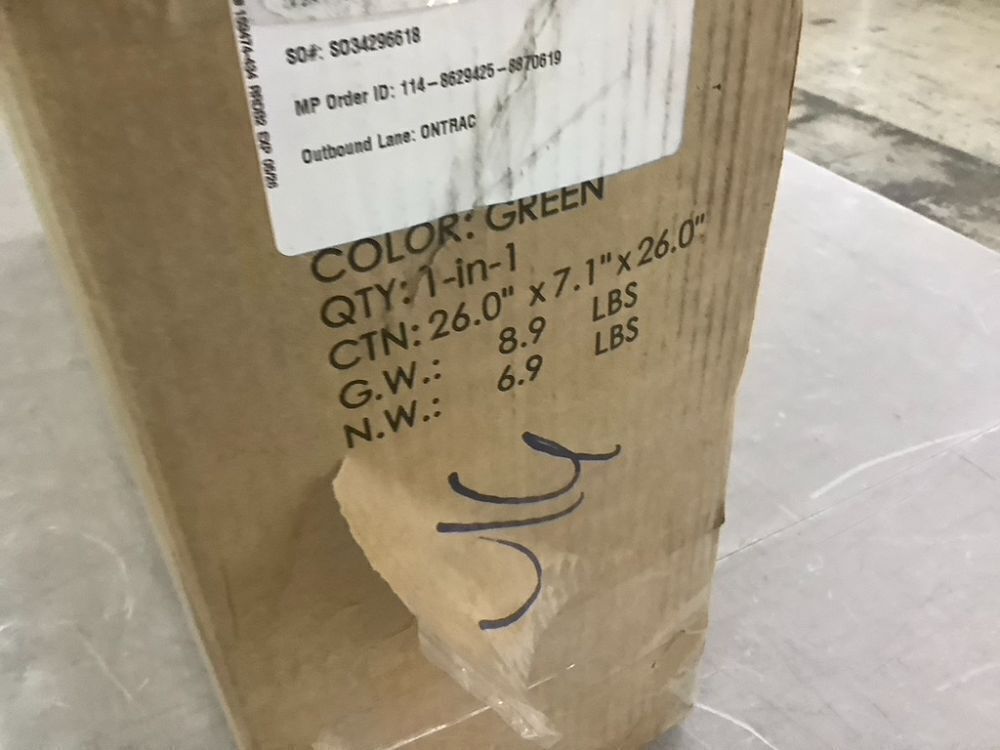 SO#: SO34296618
MP Order ID: 114-8629425-8870619
Outbound Lane: ONTRAC
COLOR: GREEN
QTY: 1-in-1
CTN: 26.0" x 7.1" x 26.0"
G.W.: 8.9 LBS
N.W.: 6.9 LBS